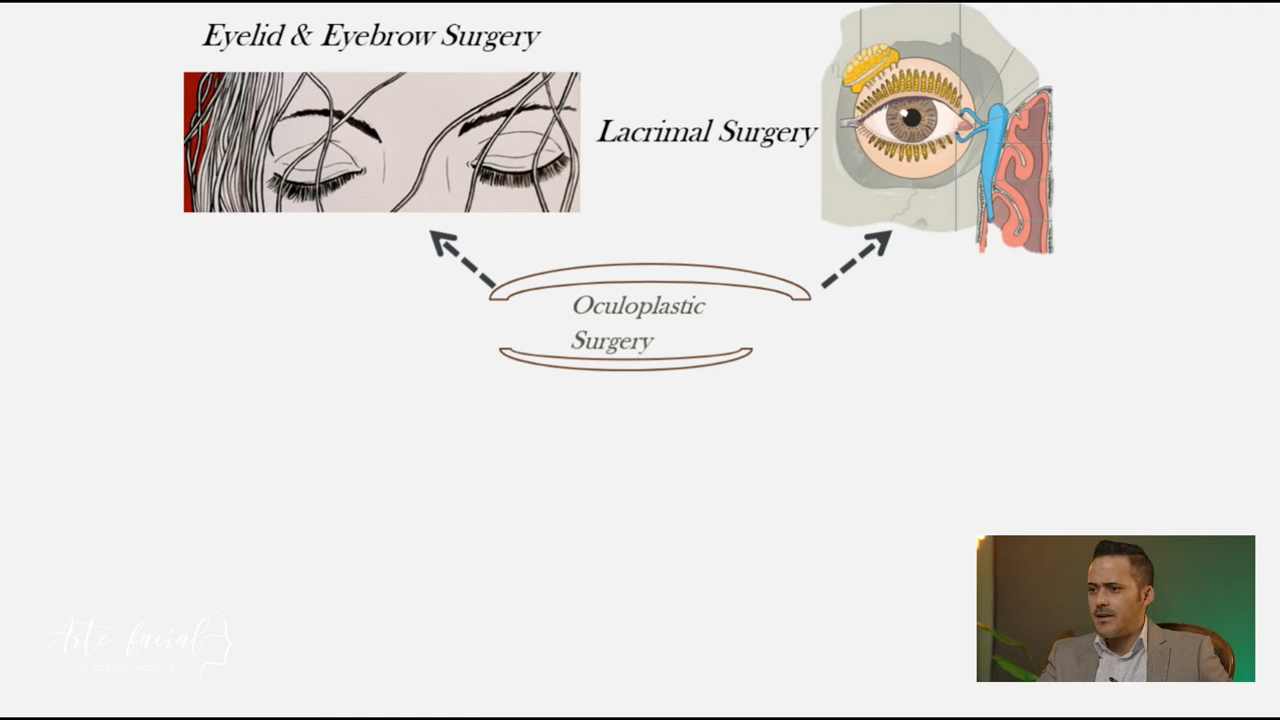 Eyelid & Eyebrow Surgery
Lacrimal Surgery
Oculoplastic
Surgery
Arte facial